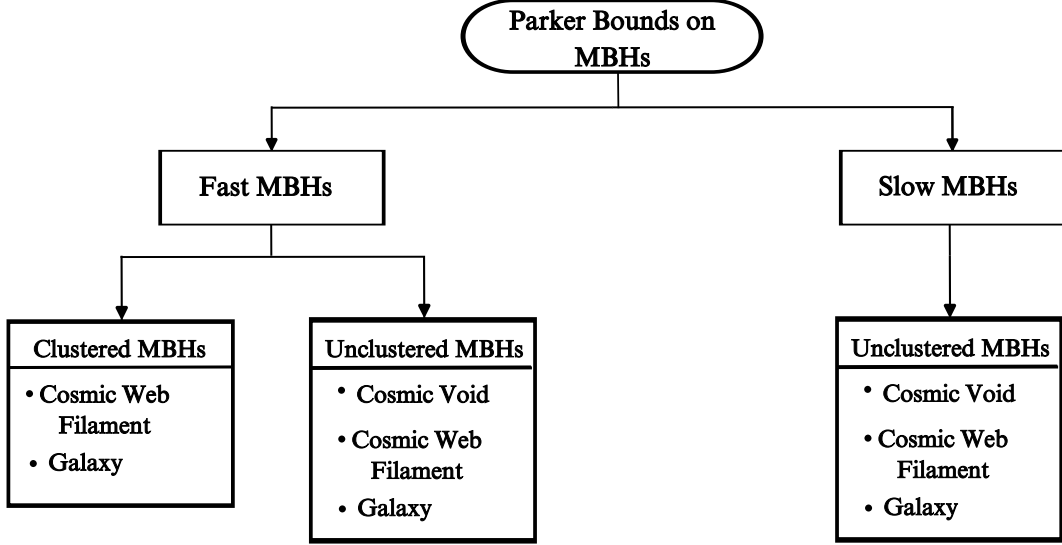 Parker Bounds on
MBHs
Fast MBHs
Slow MBHs
Clustered MBHs
• Cosmic Web
Filament
• Galaxy
Unclustered MBHs
• Cosmic Void
• Cosmic Web
Filament
• Galaxy
Unclustered MBHs
• Cosmic Void
• Cosmic Web
Filament
• Galaxy